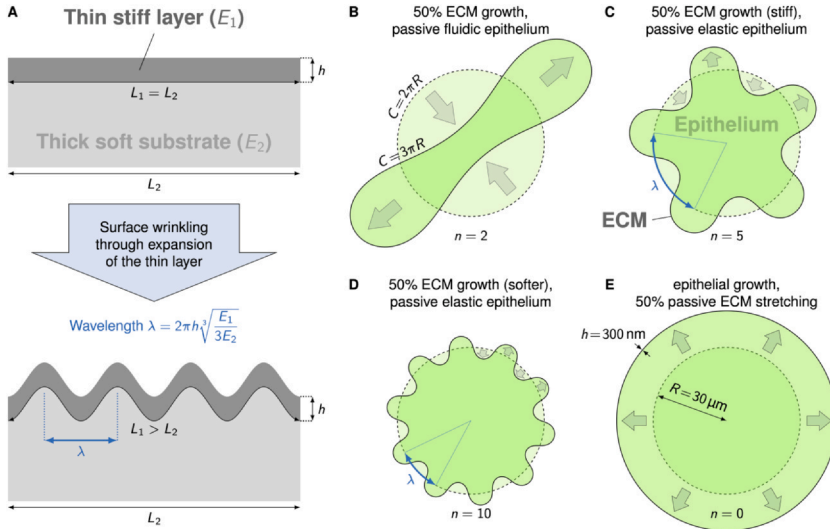 A
Thin stiff layer (E₁)
h
L₁ = L₂
Thick soft substrate (E₂)
L₂
Surface wrinkling
through expansion
of the thin layer
Wavelength λ = 2πh ∛(E₁/3E₂)
h
L₁ > L₂
λ
L₂
B
50% ECM growth,
passive fluidic epithelium
C=2πR
C=3πR
n = 2
C
50% ECM growth (stiff),
passive elastic epithelium
Epithelium
λ
ECM
n = 5
D
50% ECM growth (softer),
passive elastic epithelium
λ
n = 10
E
epithelial growth,
50% passive ECM stretching
h = 300 nm
R = 30 μm
n = 0